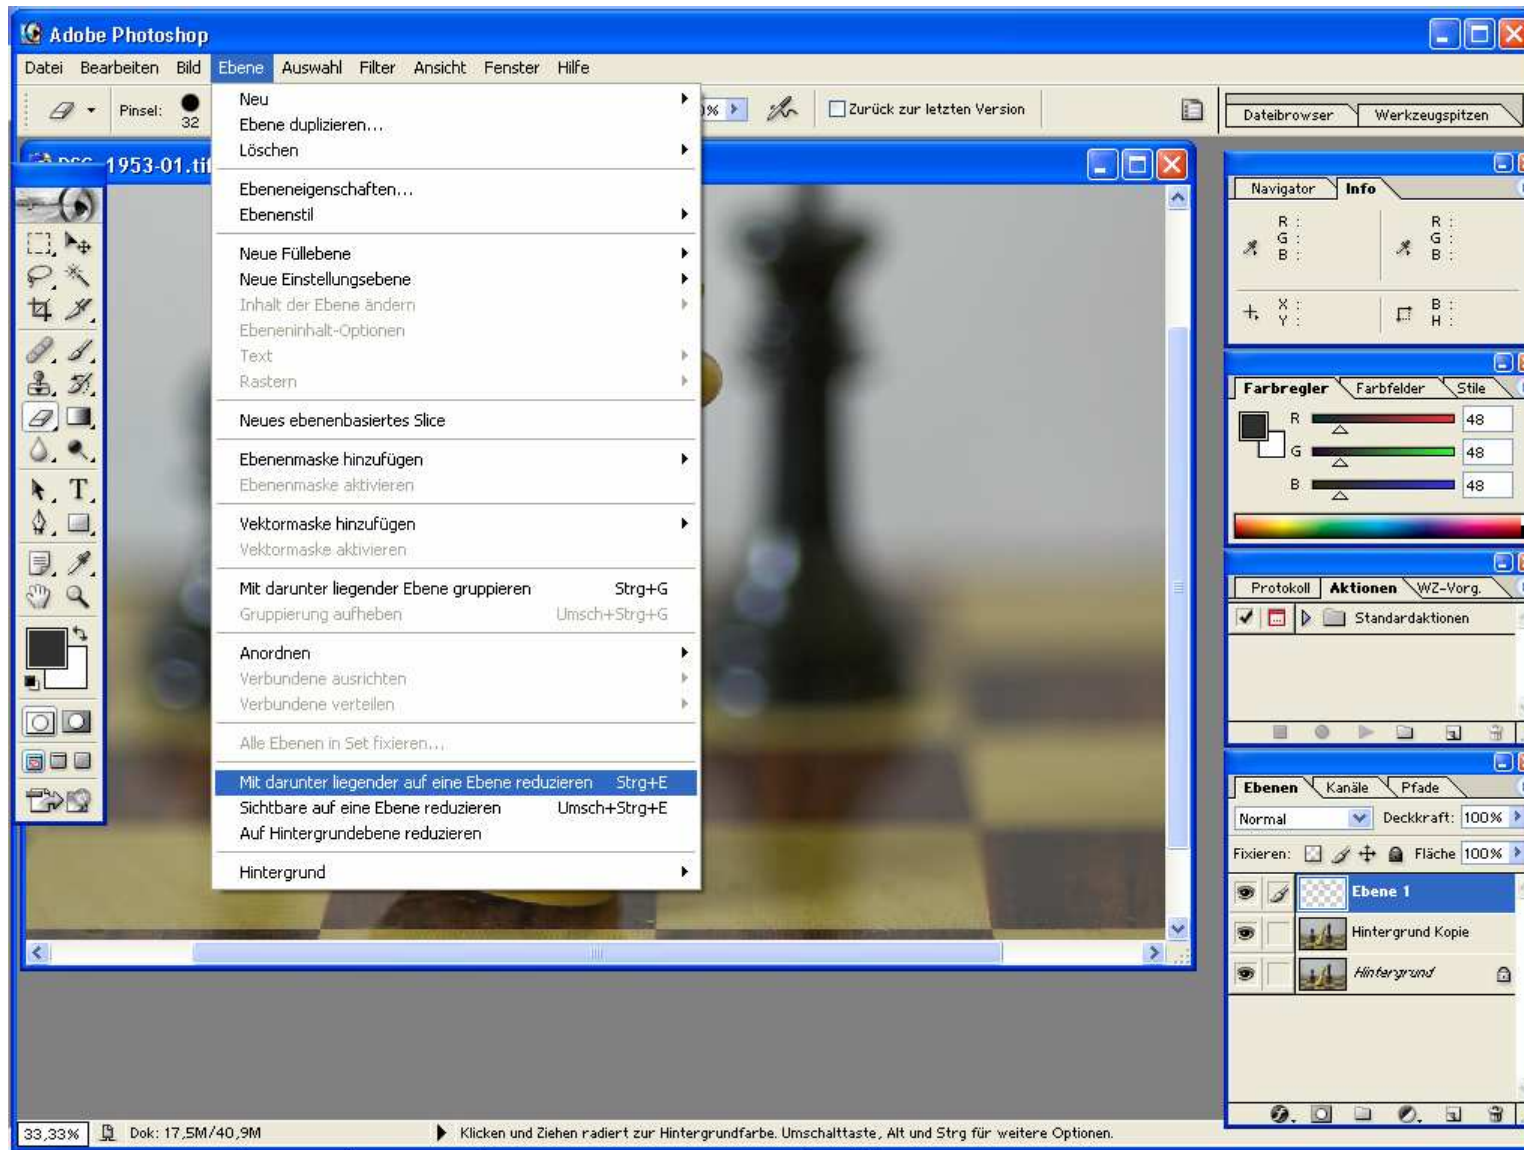 Adobe Photoshop
Datei Bearbeiten Bild Ebene Auswahl Filter Ansicht Fenster Hilfe
Pinsel: 32 % Zurück zur letzten Version Dateibrowser Werkzeugspitzen
1953-01.tif
Neu
Ebene duplizieren...
Löschen
Ebeneneigenschaften...
Ebenenstil
Neue Füllebene
Neue Einstellungsebene
Inhalt der Ebene ändern
Ebeneninhalt-Optionen
Text
Rastern
Neues ebenenbasiertes Slice
Ebenenmaske hinzufügen
Ebenenmaske aktivieren
Vektormaske hinzufügen
Vektormaske aktivieren
Mit darunter liegender Ebene gruppieren Strg+G
Gruppierung aufheben Umsch+Strg+G
Anordnen
Verbundene ausrichten
Verbundene verteilen
Alle Ebenen in Set fixieren...
Mit darunter liegender auf eine Ebene reduzieren Strg+E
Sichtbare auf eine Ebene reduzieren Umsch+Strg+E
Auf Hintergrundebene reduzieren
Hintergrund
T
Navigator Info
R : R :
G : G :
B : B :
X : B :
Y : H :
Farbregler Farbfelder Stile
R 48
G 48
B 48
Protokoll Aktionen WZ-Vorg.
Standardaktionen
Ebenen Kanäle Pfade
Normal Deckkraft: 100%
Fixieren: Fläche 100%
Ebene 1
Hintergrund Kopie
Hintergrund
33,33% Dok: 17,5M/40,9M Klicken und Ziehen radiert zur Hintergrundfarbe. Umschalttaste, Alt und Strg für weitere Optionen.